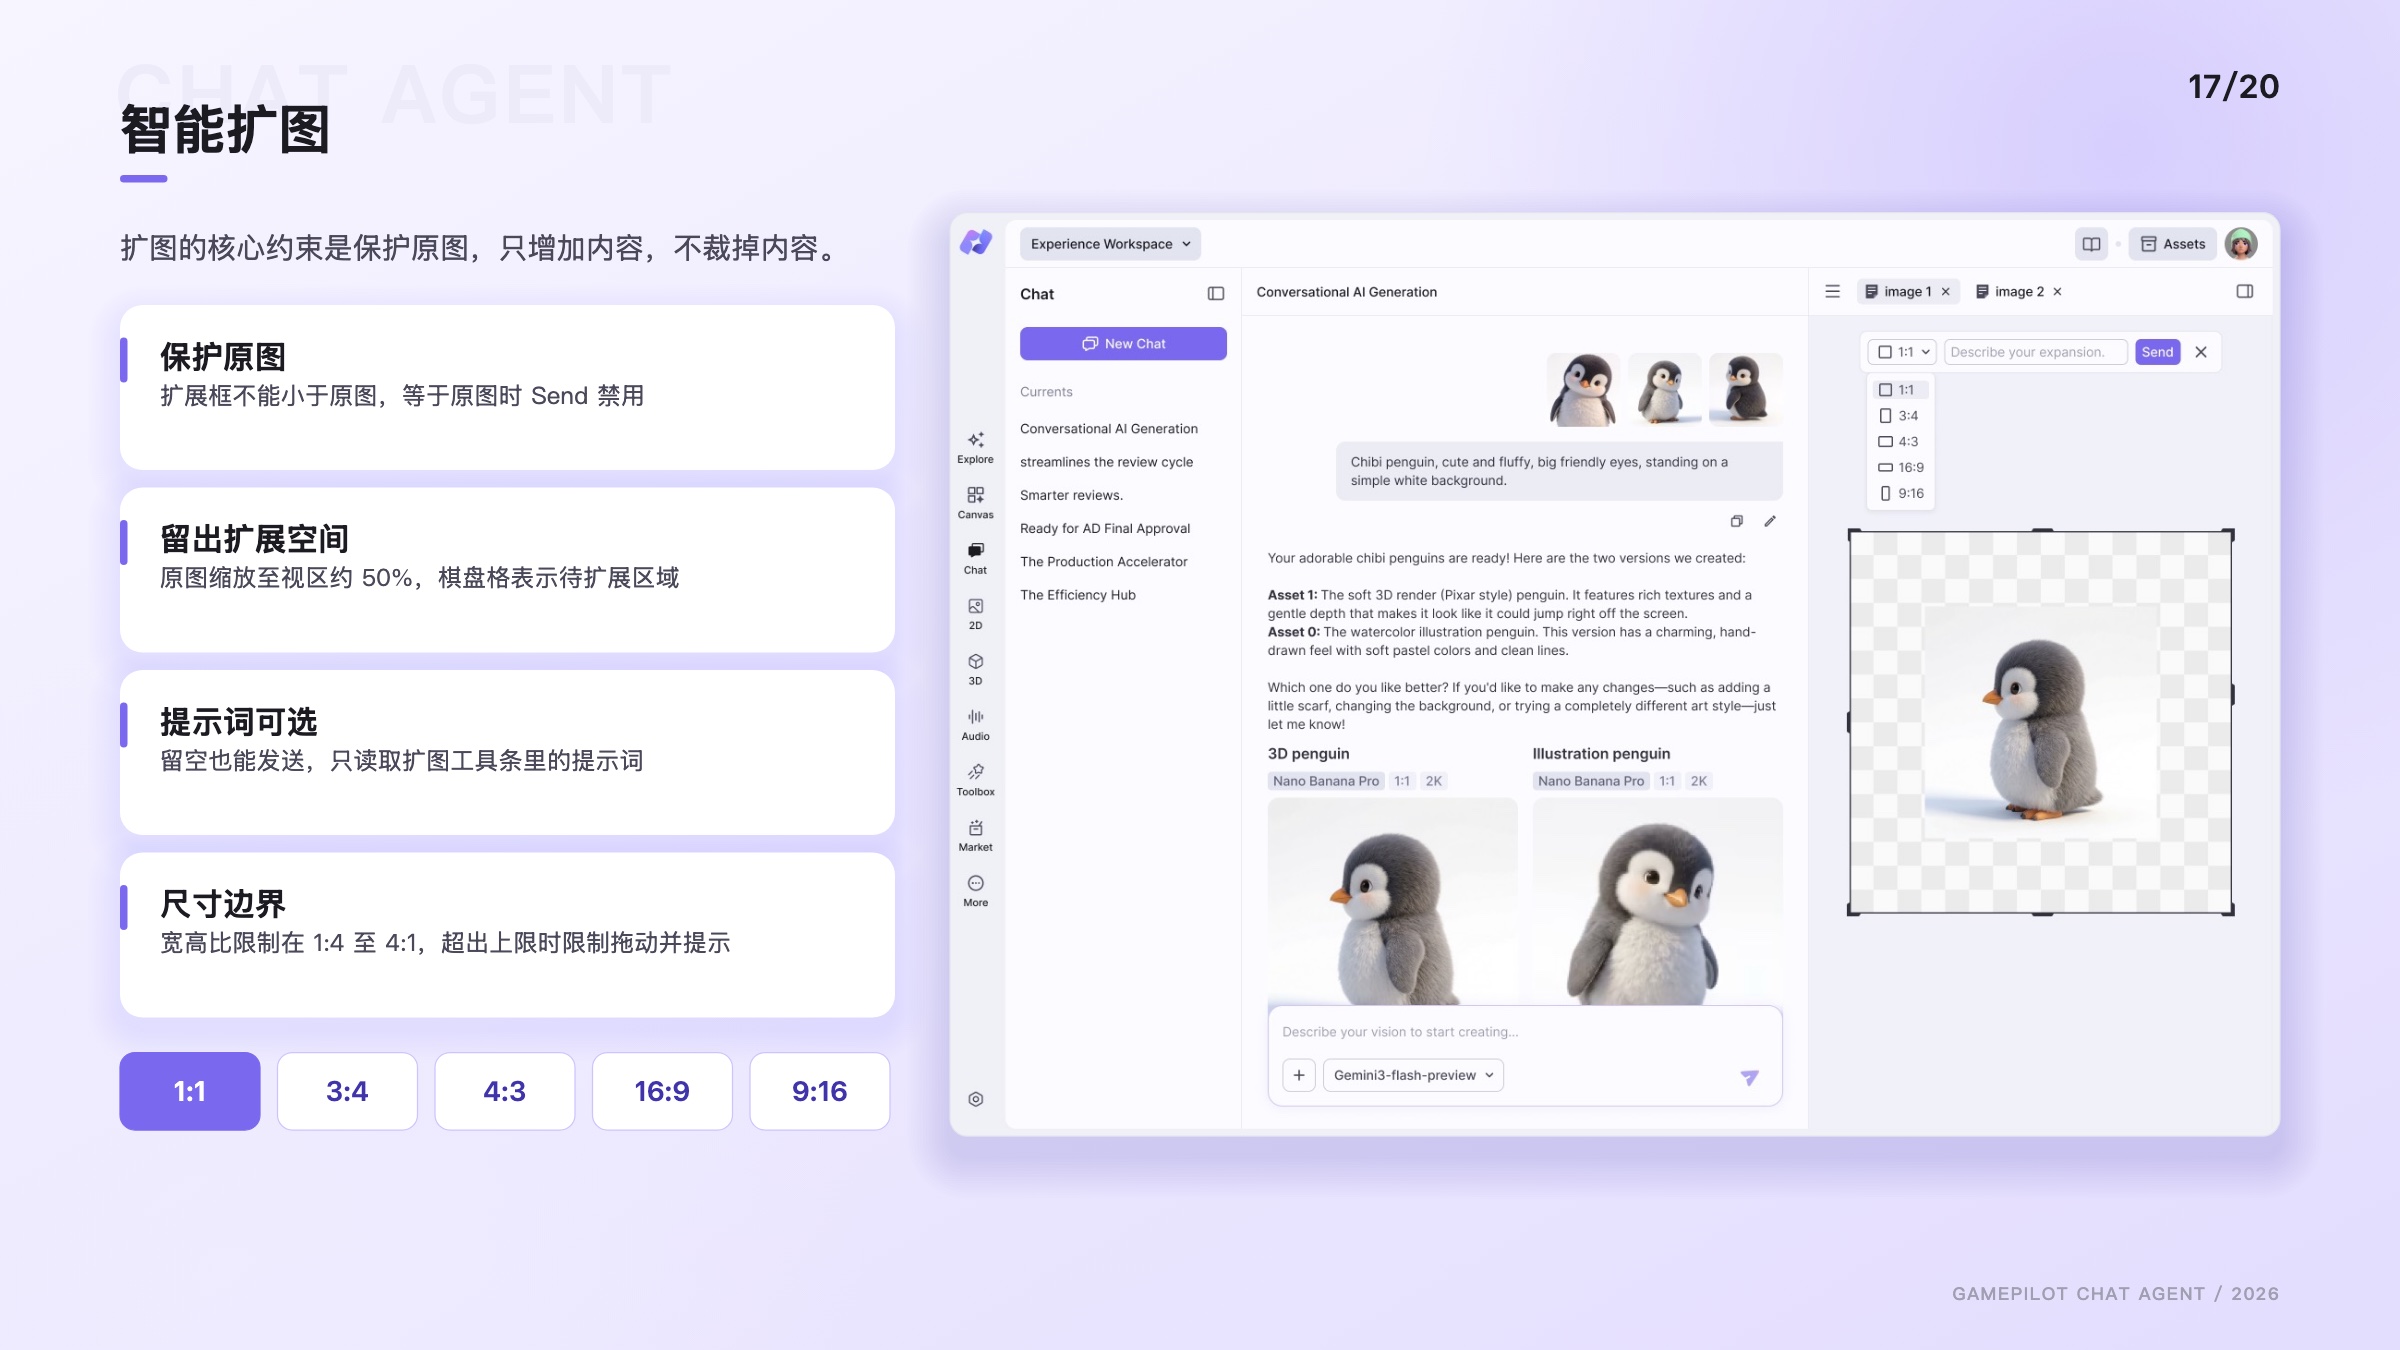 CHAT AGENT
智能扩图
17/20
扩图的核心约束是保护原图，只增加内容，不裁掉内容。
保护原图
扩展框不能小于原图，等于原图时 Send 禁用
留出扩展空间
原图缩放至视区约 50%，棋盘格表示待扩展区域
提示词可选
留空也能发送，只读取扩图工具条里的提示词
尺寸边界
宽高比限制在 1:4 至 4:1，超出上限时限制拖动并提示
1:1
3:4
4:3
16:9
9:16
Experience Workspace
Assets
Explore
Canvas
Chat
2D
3D
Audio
Toolbox
Market
More
Chat
New Chat
Currents
Conversational AI Generation
streamlines the review cycle
Smarter reviews.
Ready for AD Final Approval
The Production Accelerator
The Efficiency Hub
Conversational AI Generation
Chibi penguin, cute and fluffy, big friendly eyes, standing on a
simple white background.
Your adorable chibi penguins are ready! Here are the two versions we created:
Asset 1: The soft 3D render (Pixar style) penguin. It features rich textures and a
gentle depth that makes it look like it could jump right off the screen.
Asset 0: The watercolor illustration penguin. This version has a charming, hand-
drawn feel with soft pastel colors and clean lines.
Which one do you like better? If you'd like to make any changes—such as adding a
little scarf, changing the background, or trying a completely different art style—just
let me know!
3D penguin
Nano Banana Pro 1:1 2K
Illustration penguin
Nano Banana Pro 1:1 2K
Describe your vision to start creating...
Gemini3-flash-preview
image 1
image 2
1:1
Describe your expansion.
Send
1:1
3:4
4:3
16:9
9:16
GAMEPILOT CHAT AGENT / 2026